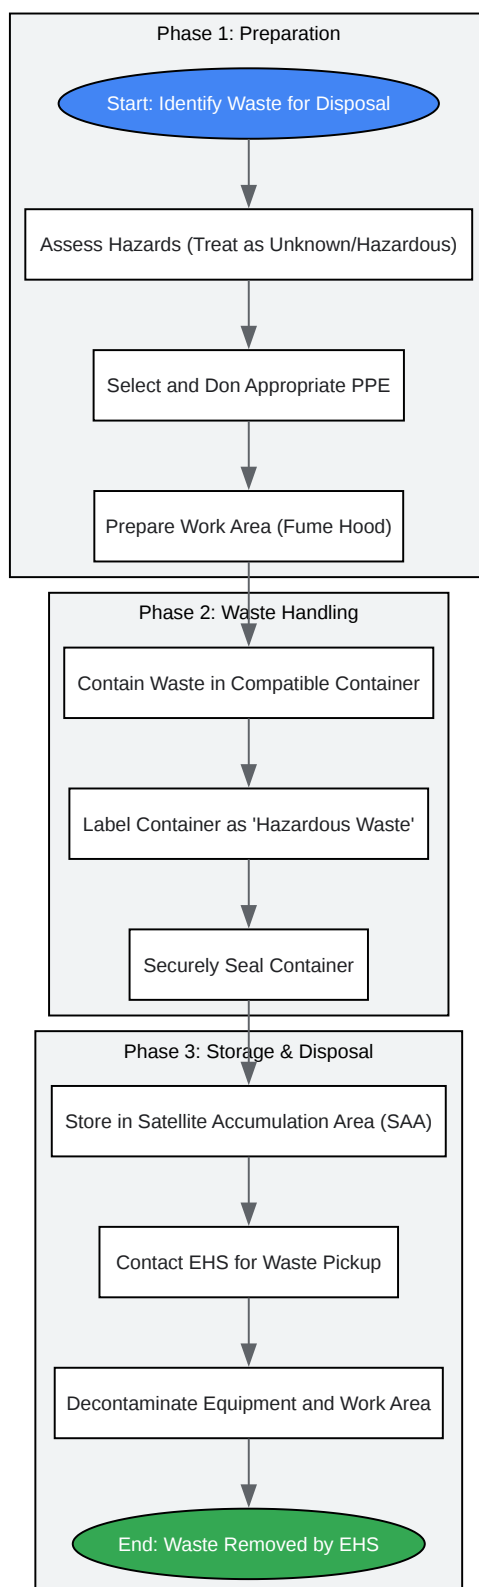 Phase 1: Preparation
Start: Identify Waste for Disposal
Assess Hazards (Treat as Unknown/Hazardous)
Select and Don Appropriate PPE
Prepare Work Area (Fume Hood)
Phase 2: Waste Handling
Contain Waste in Compatible Container
Label Container as 'Hazardous Waste'
Securely Seal Container
Phase 3: Storage & Disposal
Store in Satellite Accumulation Area (SAA)
Contact EHS for Waste Pickup
Decontaminate Equipment and Work Area
End: Waste Removed by EHS